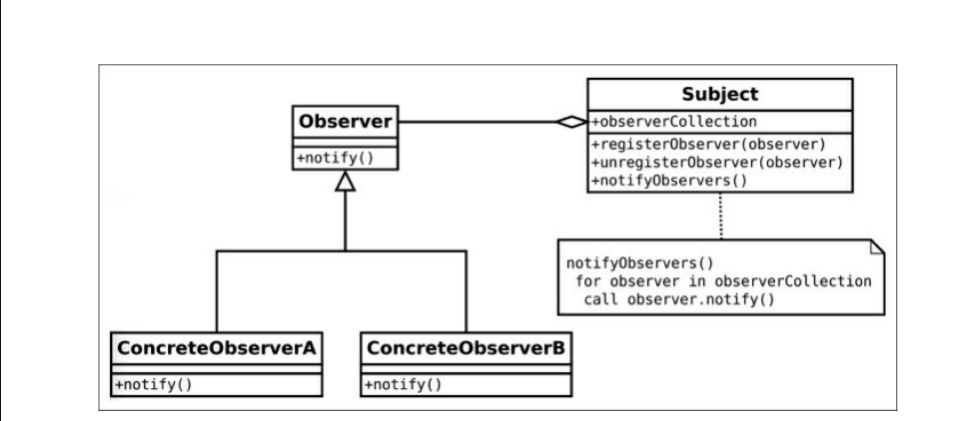 Subject
Observer
+observerCollection
+registerObserver(observer)
+unregisterObserver(observer)
+notifyObservers()
+notify()
notifyObservers()
for observer in observerCollection
call observer.notify()
ConcreteObserverA
+notify()
ConcreteObserverB
+notify()